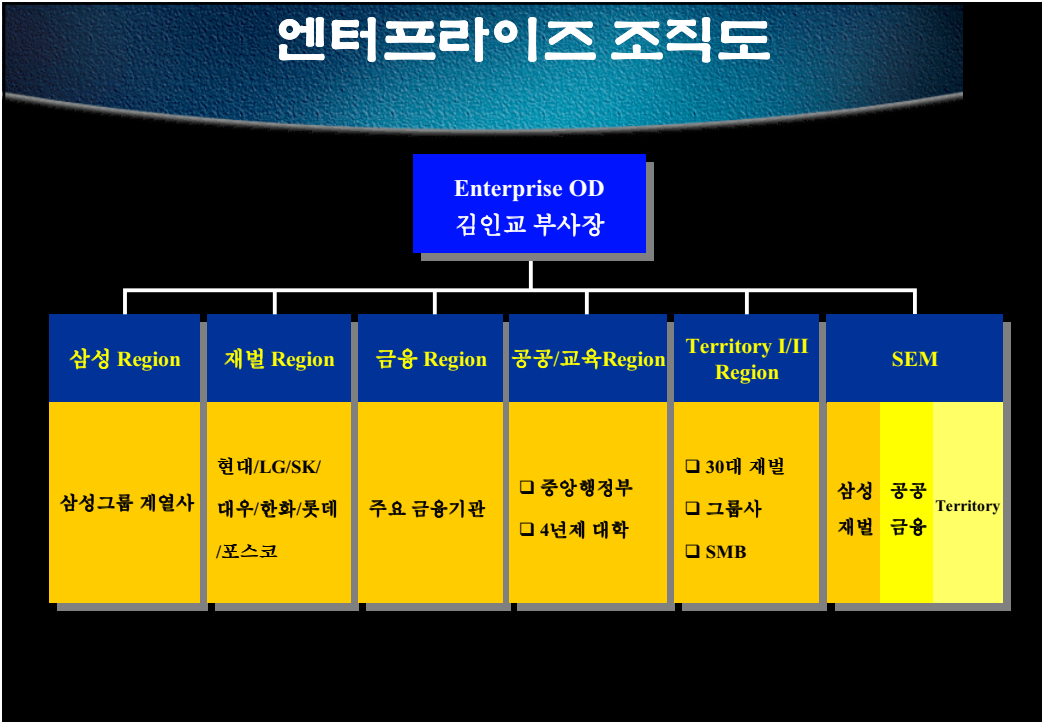 엔터프라이즈 조직도
Enterprise OD
김인교 부사장
삼성 Region
재벌 Region
금융 Region
공공/교육Region
Territory I/II
Region
SEM
삼성그룹 계열사
현대/LG/SK/
대우/한화/롯데
/포스코
주요 금융기관
❑ 중앙행정부
❑ 4년제 대학
❑ 30대 재벌
❑ 그룹사
❑ SMB
삼성
재벌
공공
금융
Territory